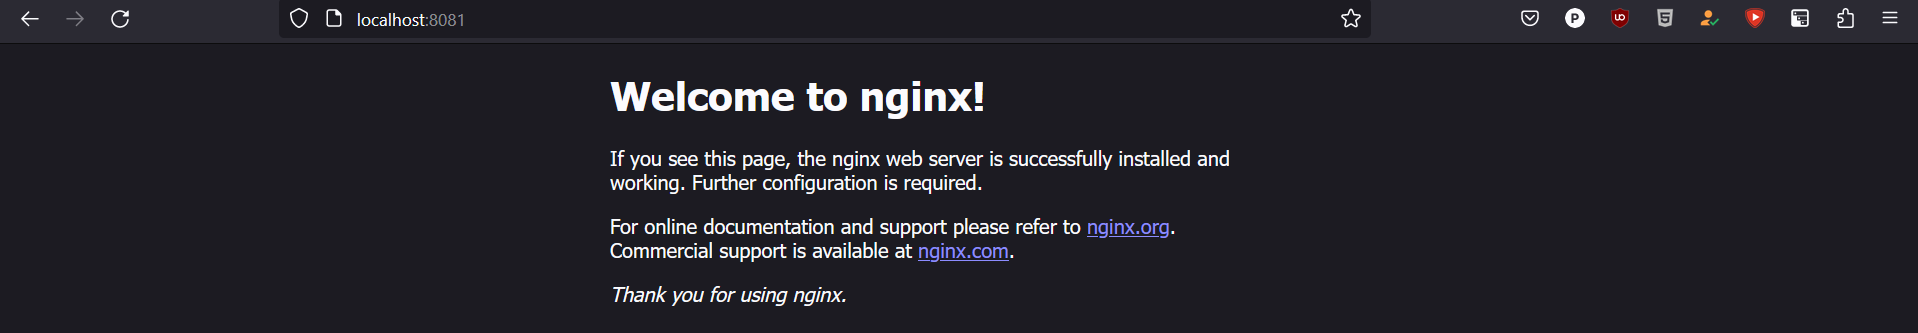 localhost:8081
P
UO
5
Welcome to nginx!
If you see this page, the nginx web server is successfully installed and
working. Further configuration is required.
For online documentation and support please refer to nginx.org.
Commercial support is available at nginx.com.
Thank you for using nginx.